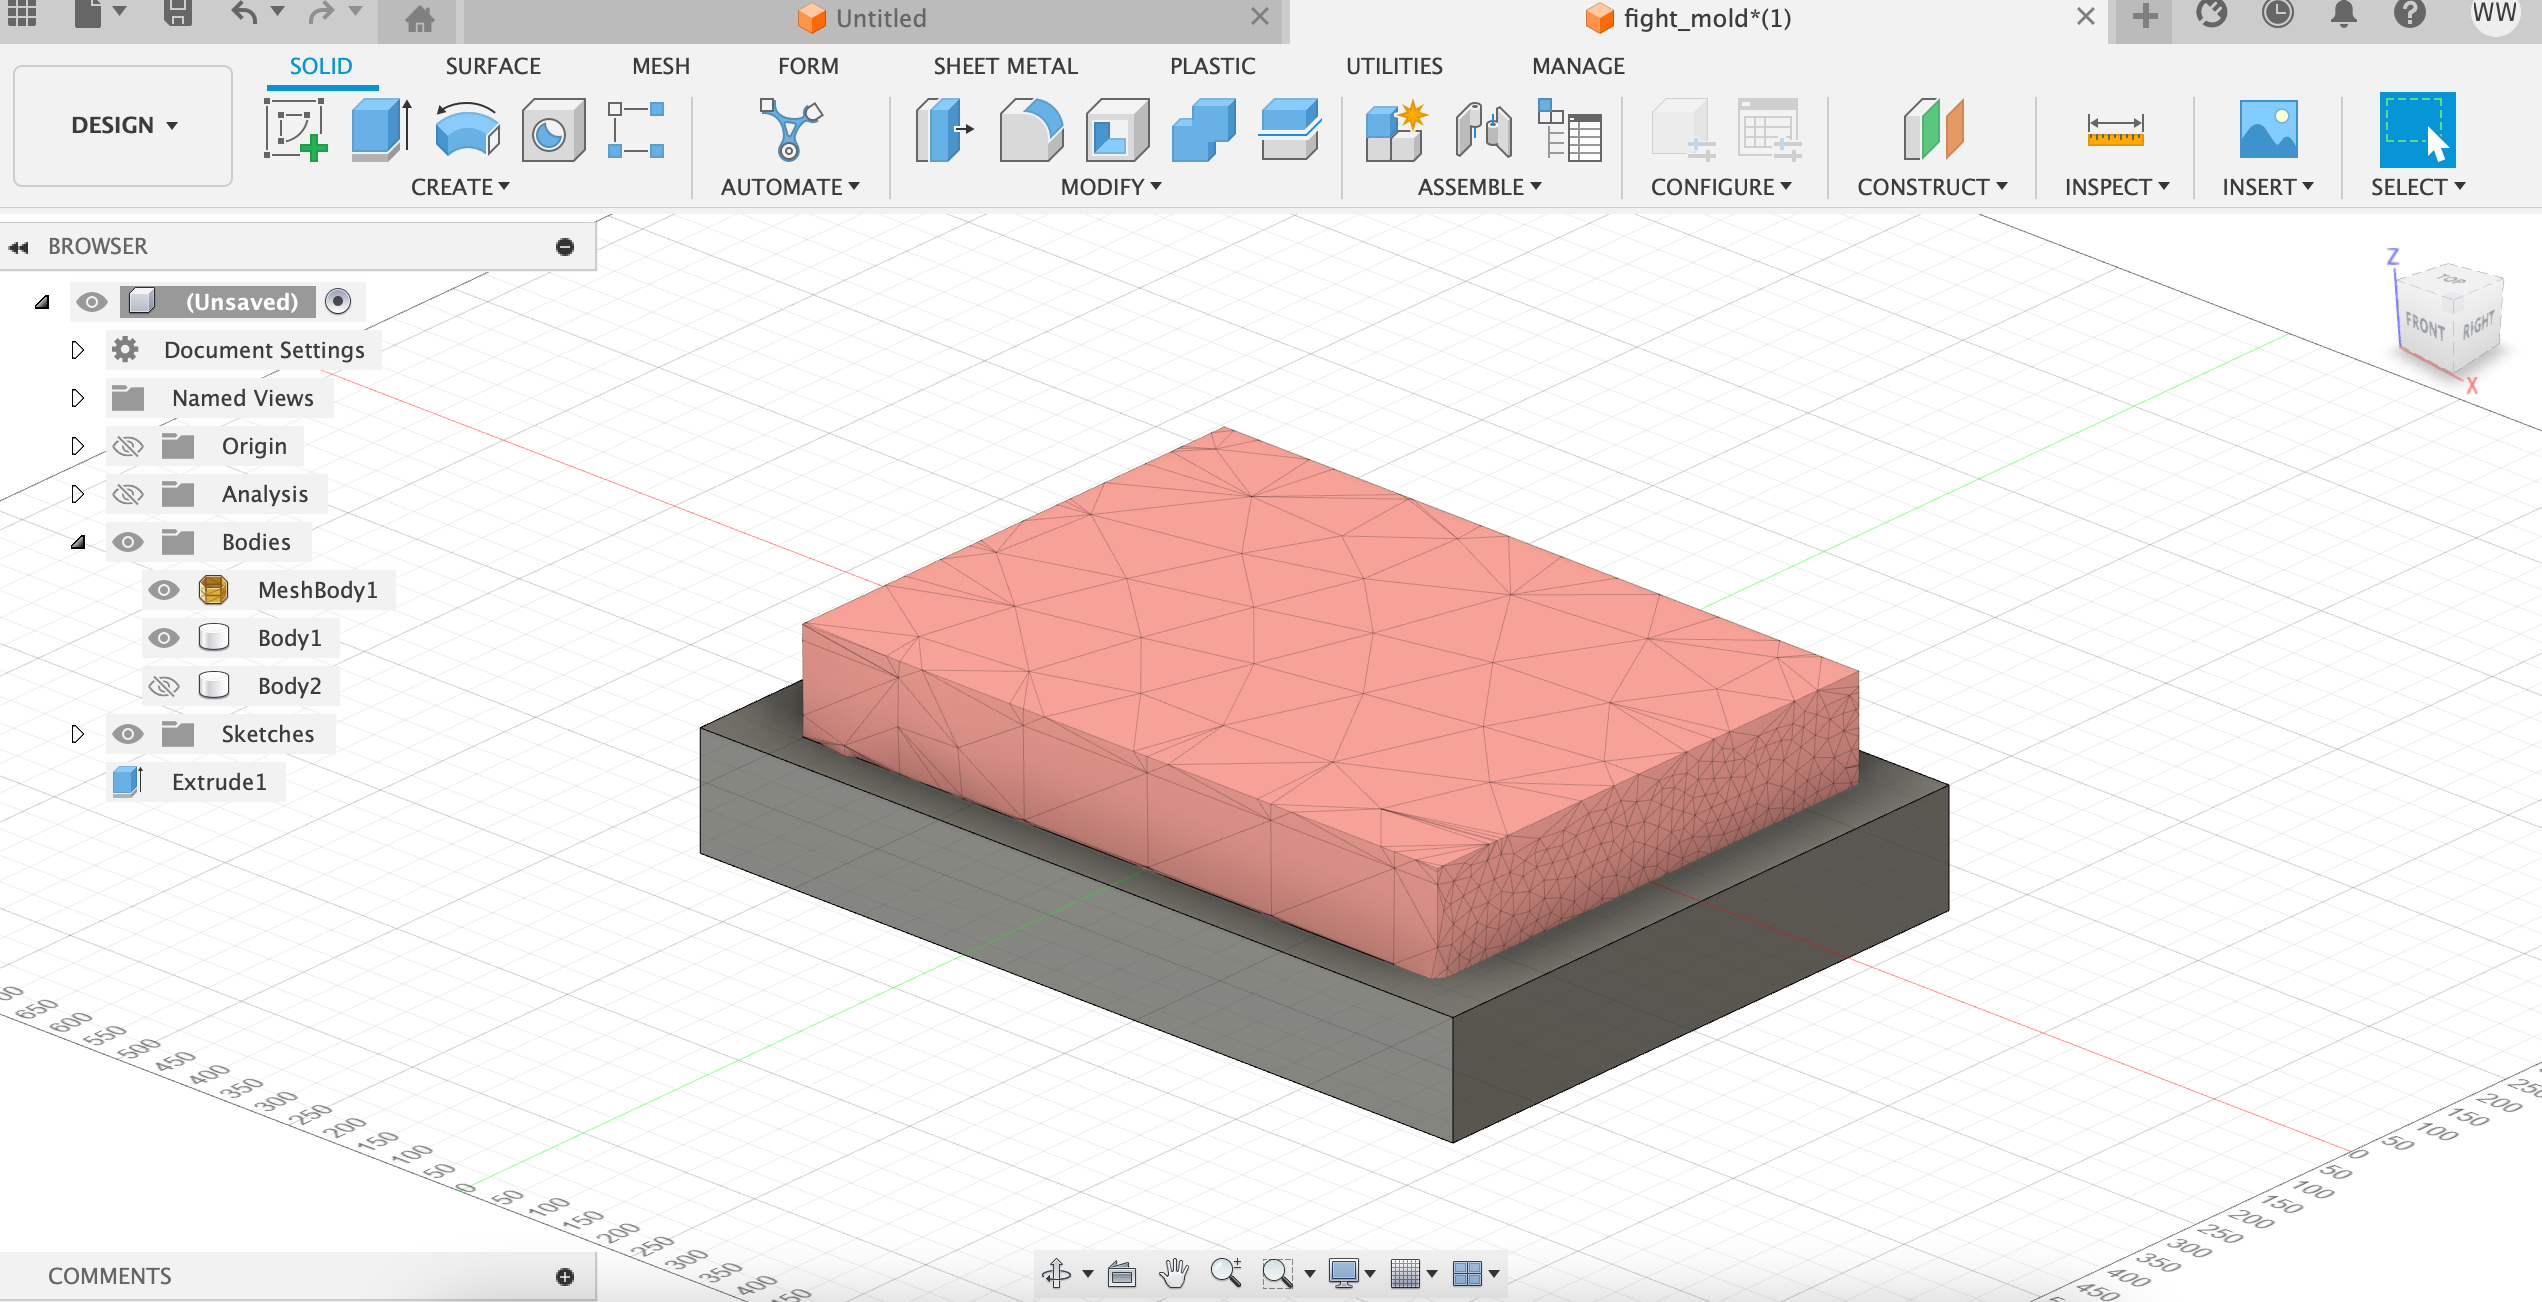 Untitled
fight_mold*(1)
WW
DESIGN
SOLID
SURFACE
MESH
FORM
SHEET METAL
PLASTIC
UTILITIES
MANAGE
CREATE
AUTOMATE
MODIFY
ASSEMBLE
CONFIGURE
CONSTRUCT
INSPECT
INSERT
SELECT
BROWSER
(Unsaved)
Document Settings
Named Views
Origin
Analysis
Bodies
MeshBody1
Body1
Body2
Sketches
Extrude1
Z
TOP
FRONT
RIGHT
X
650
600
550
500
450
400
350
300
250
200
150
100
50
0
50
100
150
200
250
300
350
400
200
150
100
50
0
50
100
150
200
250
300
350
400
450
COMMENTS